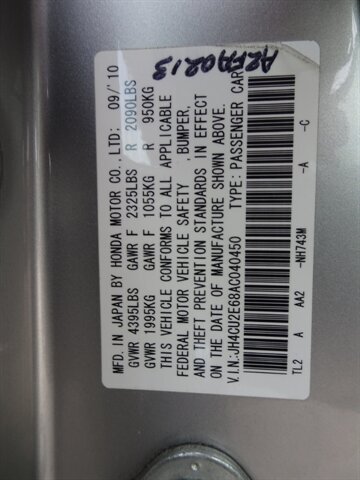 A2FAA0213
MFD. IN JAPAN BY HONDA MOTOR CO., LTD: 09/'10
GVWR 4395LBS GAWR F 2325LBS R 2090LBS
GVWR 1995KG GAWR F 1055KG R 950KG
THIS VEHICLE CONFORMS TO ALL APPLICABLE
FEDERAL MOTOR VEHICLE SAFETY ,BUMPER,
AND THEFT PREVENTION STANDARDS IN EFFECT
ON THE DATE OF MANUFACTURE SHOWN ABOVE.
V.I.N:JH4CU2E68AC040450 TYPE: PASSENGER CAR
TL2 A AA2 -NH743M -A -C